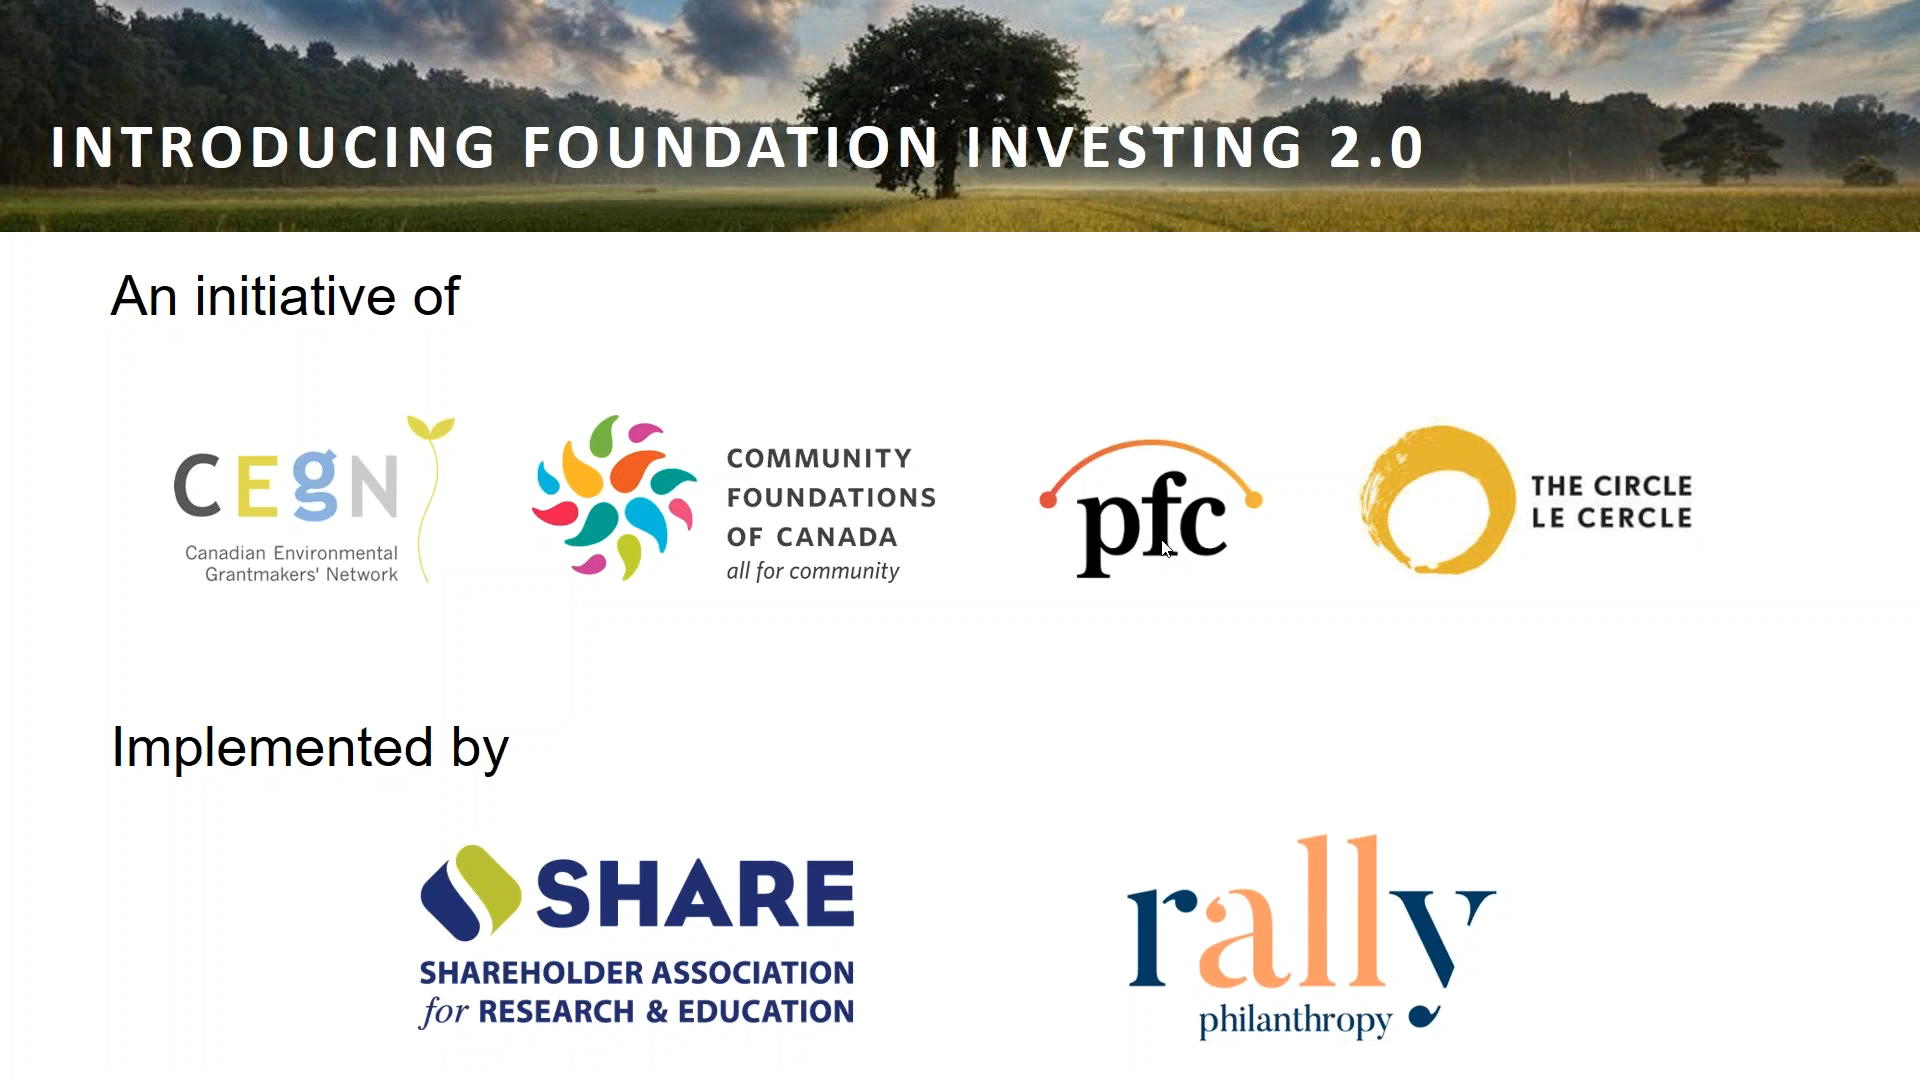 INTRODUCING FOUNDATION INVESTING 2.0
An initiative of
CEgN
Canadian Environmental
Grantmakers' Network
COMMUNITY
FOUNDATIONS
OF CANADA
all for community
pfc
THE CIRCLE
LE CERCLE
Implemented by
SHARE
SHAREHOLDER ASSOCIATION
for RESEARCH & EDUCATION
rally
philanthropy